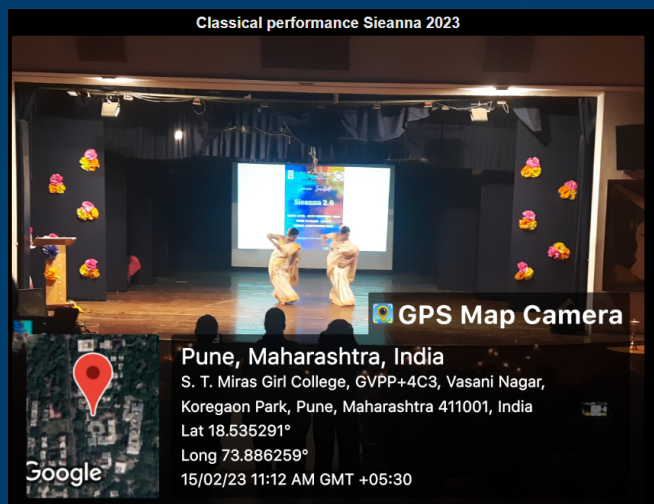 Classical performance Sieanna 2023
Sieanna 2.0
GPS Map Camera
Pune, Maharashtra, India
S. T. Miras Girl College, GVPP+4C3, Vasani Nagar,
Koregaon Park, Pune, Maharashtra 411001, India
Lat 18.535291°
Long 73.886259°
15/02/23 11:12 AM GMT +05:30
Google